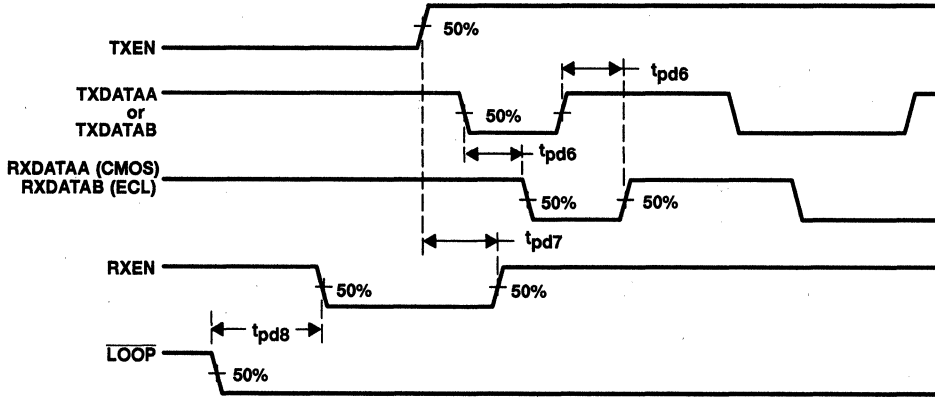 50%
TXEN
tpd6
TXDATAA
or
TXDATAB
50%
tpd6
RXDATAA (CMOS)
RXDATAB (ECL)
50%
50%
tpd7
RXEN
50%
50%
tpd8
LOOP
50%